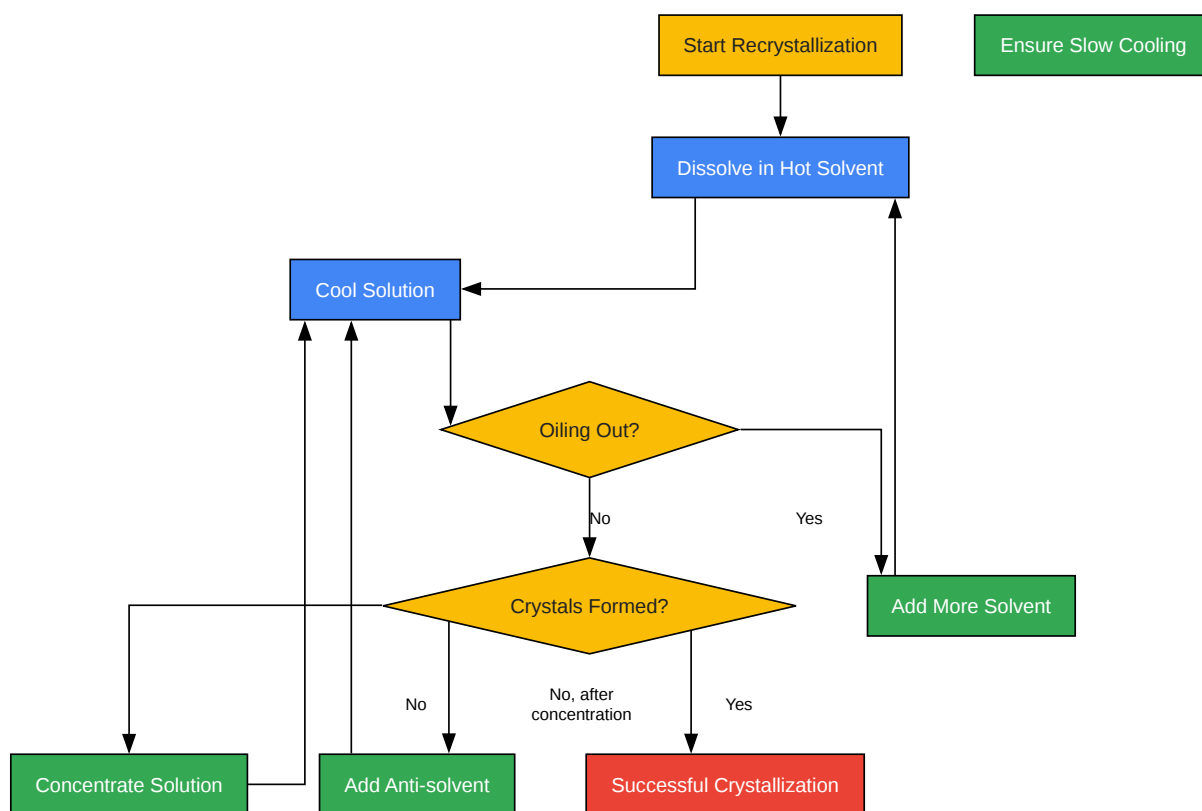 Start Recrystallization
Ensure Slow Cooling
Dissolve in Hot Solvent
Cool Solution
Oiling Out?
No
Yes
Crystals Formed?
Add More Solvent
No
No, after
concentration
Yes
Concentrate Solution
Add Anti-solvent
Successful Crystallization